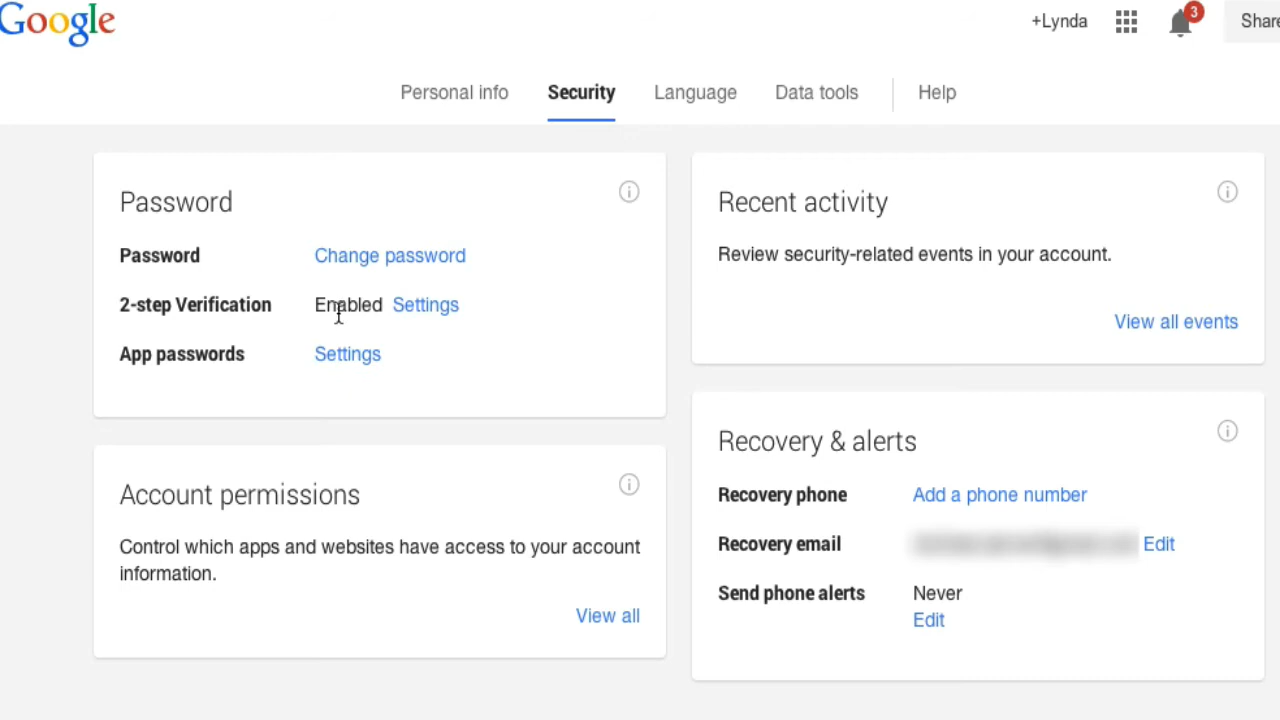 Google
+Lynda
3
Share
Personal info
Security
Language
Data tools
Help
Password
Password Change password
2-step Verification Enabled Settings
App passwords Settings
Account permissions
Control which apps and websites have access to your account
information.
View all
Recent activity
Review security-related events in your account.
View all events
Recovery & alerts
Recovery phone Add a phone number
Recovery email Edit
Send phone alerts Never
Edit